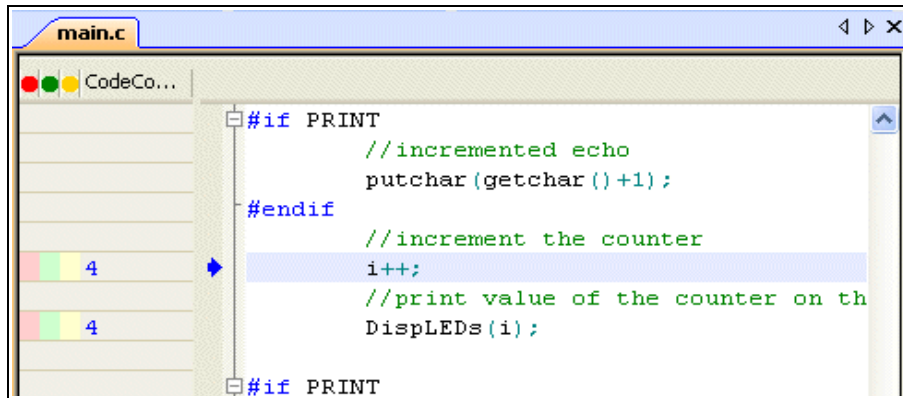 main.c
CodeCo...
#if PRINT
//incremented echo
putchar(getchar()+1);
#endif
//increment the counter
4 i++;
//print value of the counter on th
4 DispLEDs(i);
#if PRINT